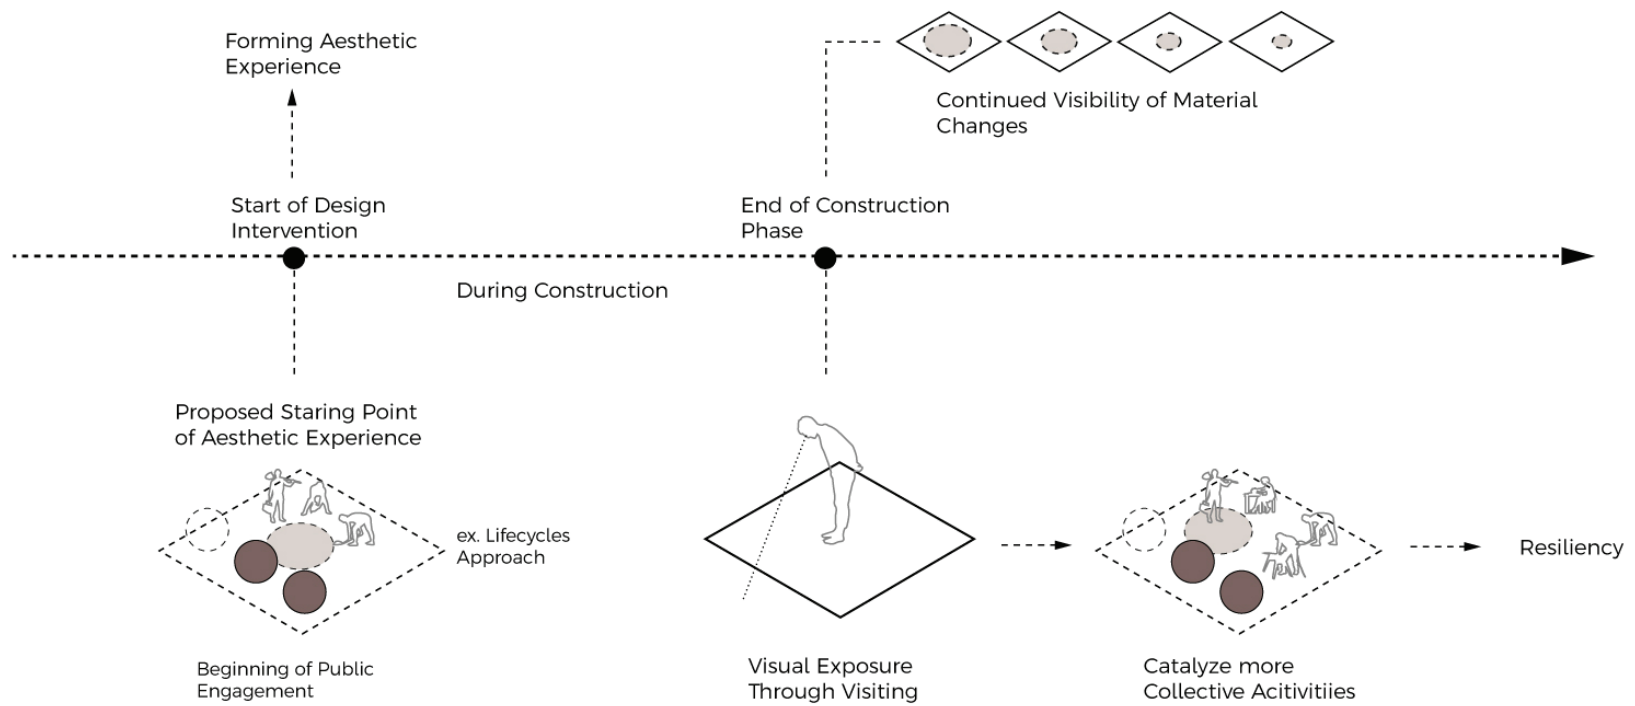 Forming Aesthetic
Experience
Continued Visibility of Material
Changes
Start of Design
Intervention
End of Construction
Phase
During Construction
Proposed Staring Point
of Aesthetic Experience
ex. Lifecycles
Approach
Resiliency
Beginning of Public
Engagement
Visual Exposure
Through Visiting
Catalyze more
Collective Acitivitiies